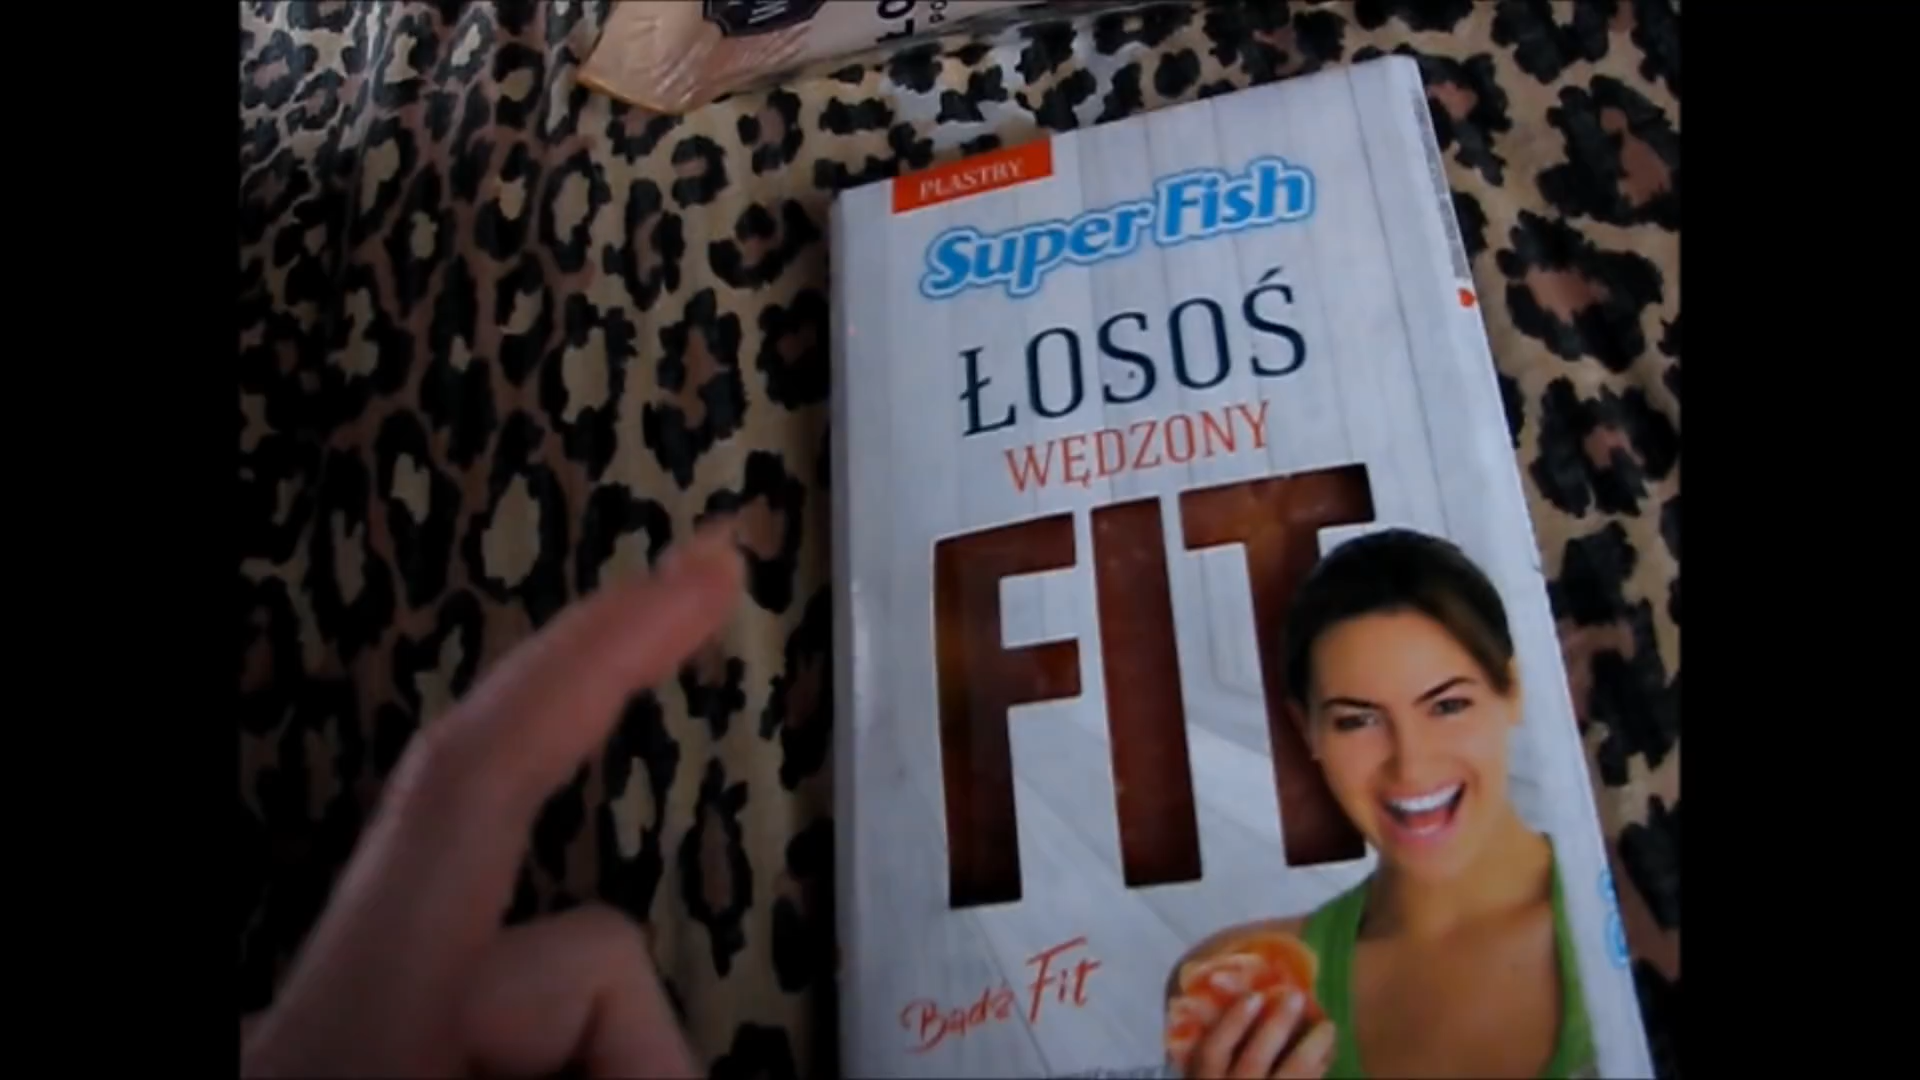 PLASTRY
Super Fish
ŁOSOŚ
WĘDZONY
FIT
Bądź Fit